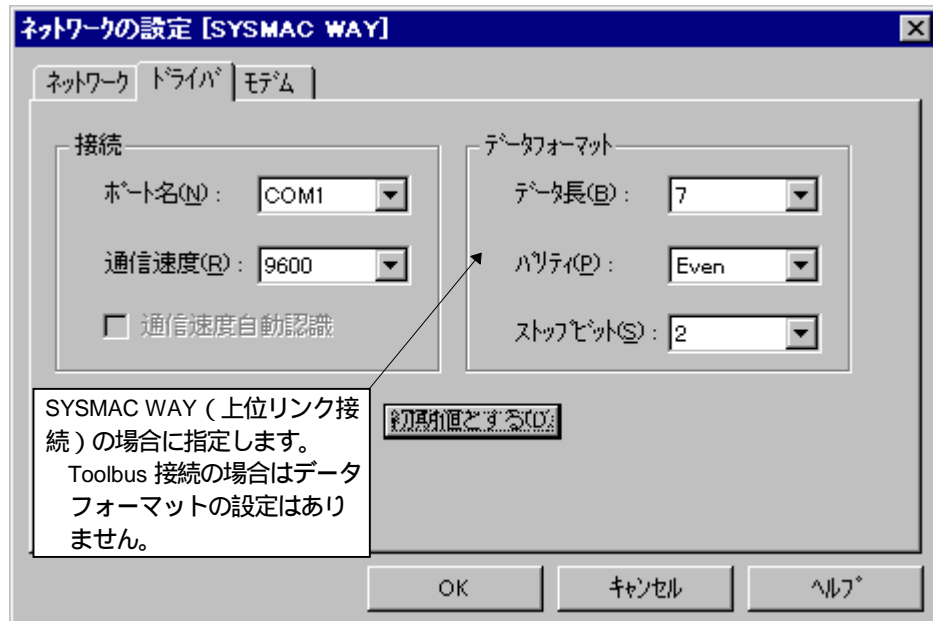 ネットワークの設定 [SYSMAC WAY]
ネットワーク ドライバ モデム
接続
ポート名(N) : COM1
通信速度(R) : 9600
通信速度自動認識
データフォーマット
データ長(B) : 7
パリティ(P) : Even
ストップビット(S) : 2
SYSMAC WAY（上位リンク接
続）の場合に指定します。
Toolbus 接続の場合はデータ
フォーマットの設定はあり
ません。
初期値とする(D)
OK キャンセル ヘルプ